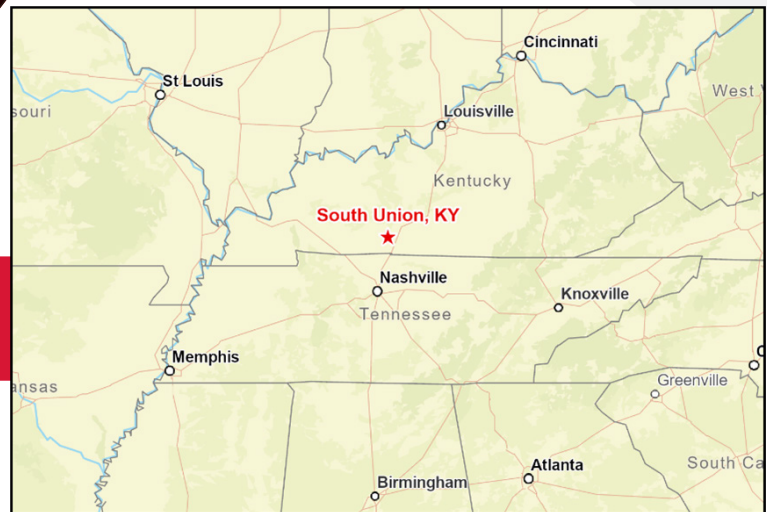 Cincinnati
St Louis
West
souri
Louisville
Kentucky
South Union, KY
Nashville
Knoxville
Tennessee
Memphis
Greenville
ansas
South Ca
Atlanta
Birmingham